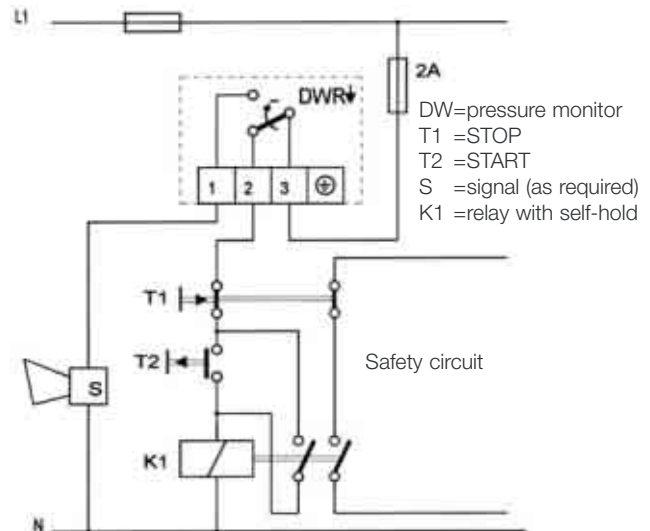 L1
2A
DWR↓
DW=pressure monitor
T1 =STOP
T2 =START
S =signal (as required)
K1 =relay with self-hold
1 2 3
T1
T2
Safety circuit
S
K1
N